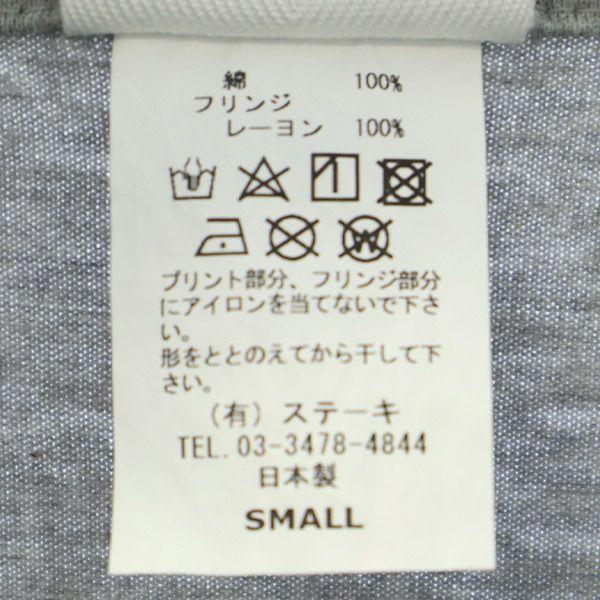 綿 100%
フリンジ
レーヨン 100%
プリント部分、フリンジ部分
にアイロンを当てないで下さ
い。
形をととのえてから干して下
さい。
(有) ステーキ
TEL. 03-3478-4844
日本製
SMALL